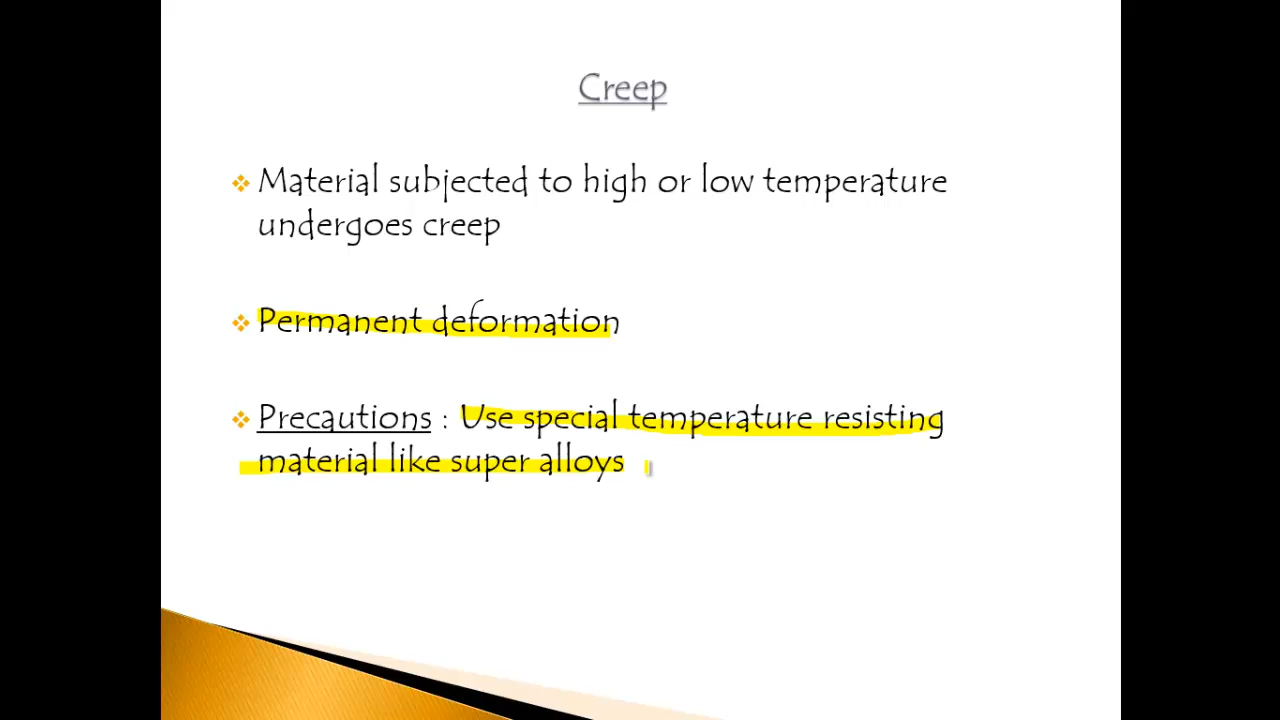 Creep
Material subjected to high or low temperature
undergoes creep
Permanent deformation
Precautions : Use special temperature resisting
material like super alloys